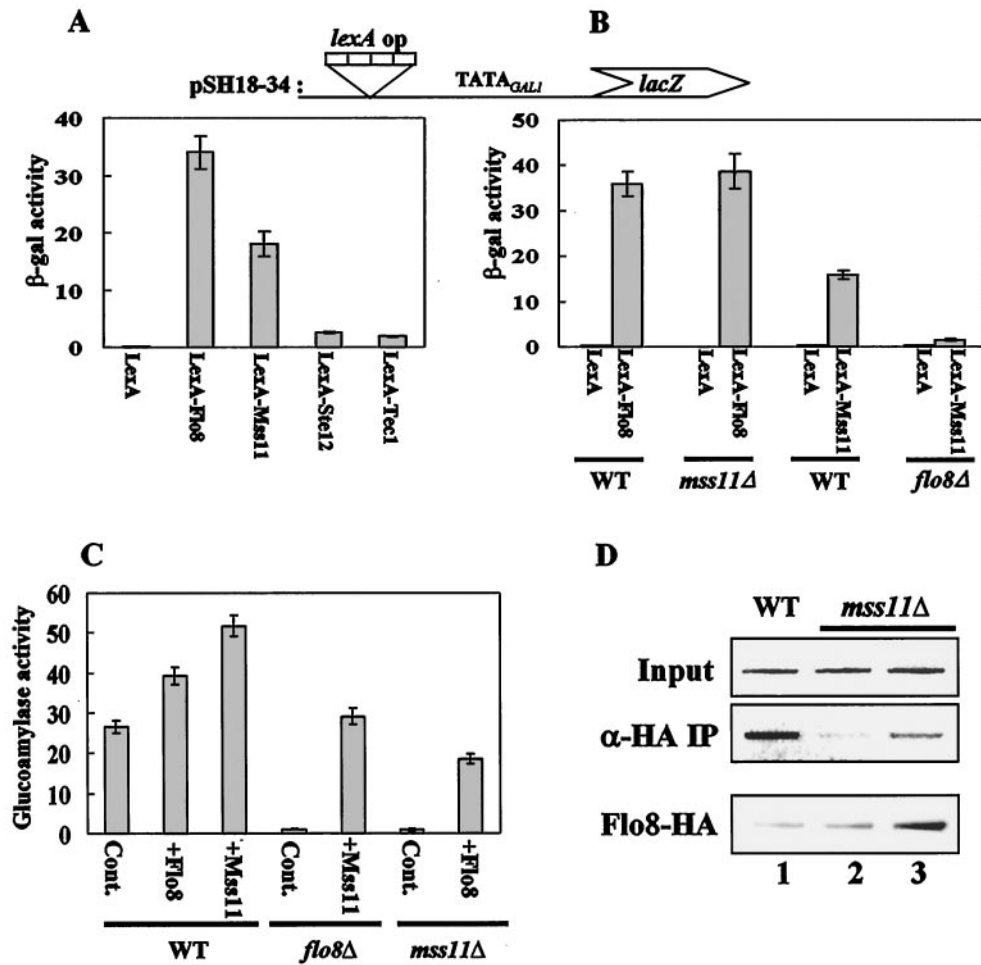 A
B
lexA op
pSH18-34 :
TATA GAL1
lacZ
β-gal activity
40
30
20
10
0
LexA
LexA-Flo8
LexA-Mss11
LexA-Ste12
LexA-Tec1
β-gal activity
50
40
30
20
10
0
LexA
LexA-Flo8
LexA
LexA-Flo8
LexA
LexA-Mss11
LexA
LexA-Mss11
WT
mss11Δ
WT
flo8Δ
C
Glucoamylase activity
60
50
40
30
20
10
0
Cont.
+Flo8
+Mss11
Cont.
+Mss11
Cont.
+Flo8
WT
flo8Δ
mss11Δ
D
WT mss11Δ
Input
α-HA IP
Flo8-HA
1 2 3